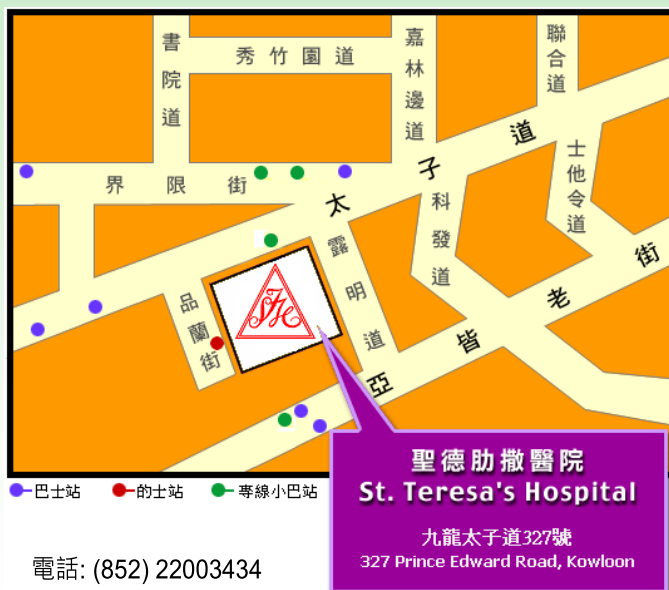 書院道
秀竹園道
嘉林邊道
聯合道
界限街
太子道
士他令道
科發道
露明道
品蘭街
亞皆老街
STH
聖德肋撒醫院
St. Teresa's Hospital
九龍太子道327號
327 Prince Edward Road, Kowloon
巴士站 的士站 專線小巴站
電話: (852) 22003434